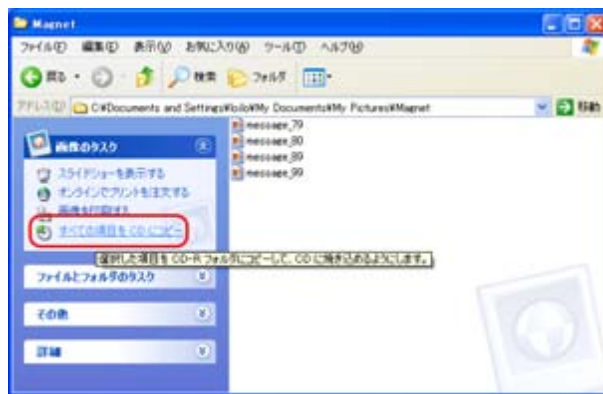 Magnet
ファイル(F) 編集(E) 表示(V) お気に入り(A) ツール(T) ヘルプ(H)
戻る 検索 フォルダ
アドレス(D) C:¥Documents and Settings¥lolo¥My Documents¥My Pictures¥Magnet 移動
画像のタスク
スライドショーを表示する
オンラインでプリントを注文する
画像を印刷する
すべての項目を CD にコピー
選択した項目を CD-R フォルダにコピーして、CD に焼き込めるようにします。
ファイルとフォルダのタスク
その他
詳細
message_79
message_80
message_89
message_99